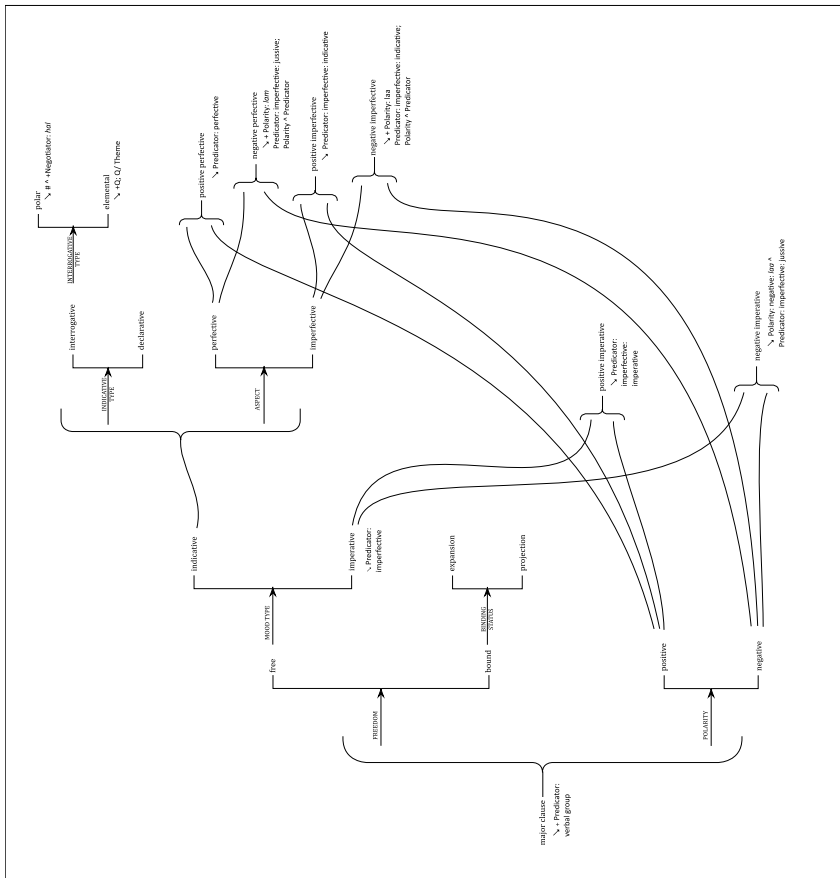 major clause
↘ + Predicator:
verbal group
FREEDOM
free
bound
POLARITY
positive
negative
MOOD TYPE
indicative
imperative
↘ Predicator:
imperfective
BINDING
STATUS
expansion
projection
INDICATIVE
TYPE
interrogative
declarative
ASPECT
perfective
imperfective
INTERROGATIVE
TYPE
polar
↘ # ^ +Negotiator: hal
elemental
↘ +Q; Q/ Theme
positive perfective
↘ Predicator: perfective
negative perfective
↘ + Polarity: lam
Predicator: imperfective: jussive;
Polarity ^ Predicator
positive imperfective
↘ Predicator: imperfective: indicative
negative imperfective
↘ + Polarity: laa
Predicator: imperfective: indicative;
Polarity ^ Predicator
positive imperative
↘ Predicator:
imperfective:
imperative
negative imperative
↘ Polarity: negative: laa ^
Predicator: imperfective: jussive